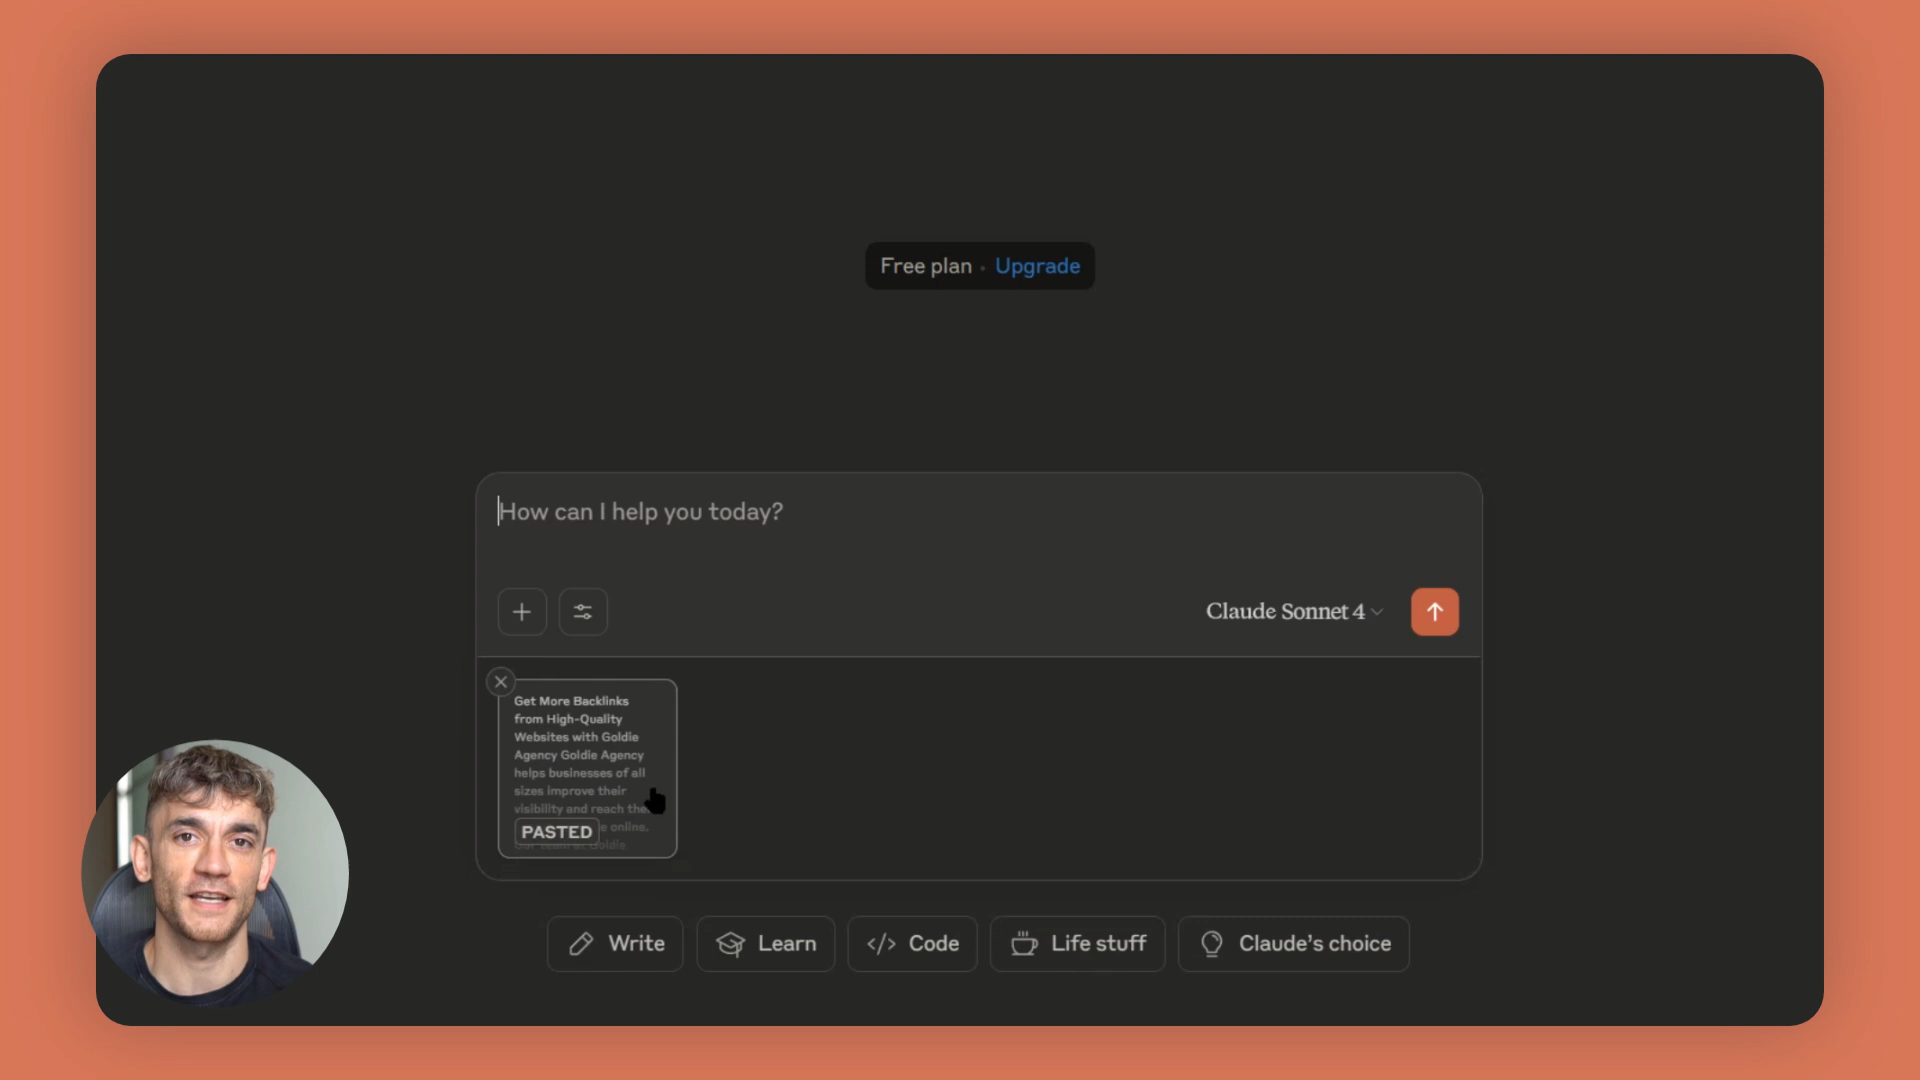 Free plan • Upgrade
How can I help you today?
Claude Sonnet 4
Get More Backlinks
from High-Quality
Websites with Goldie
Agency Goldie Agency
helps businesses of all
sizes improve their
visibility and reach
PASTED
online.
Goldie
Write
Learn
Code
Life stuff
Claude's choice